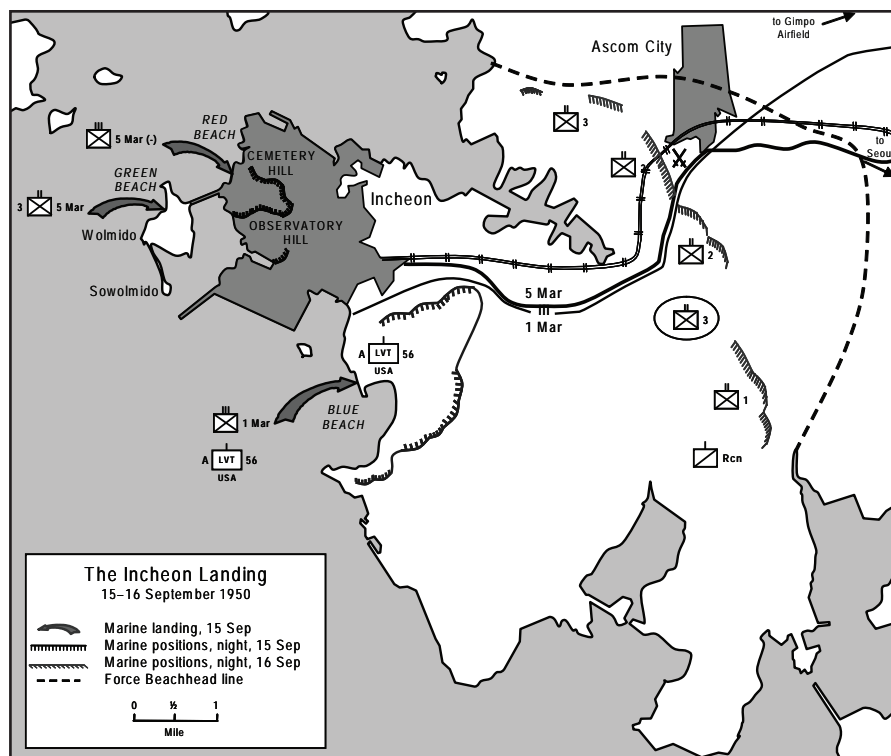 to Gimpo
Airfield
Ascom City
3
RED
BEACH
5 Mar (-)
CEMETERY
HILL
to
Seoul
2
GREEN
BEACH
3
5 Mar
Incheon
Wolmido
OBSERVATORY
HILL
2
Sowolmido
5 Mar
1 Mar
3
A
LVT
56
USA
1
BLUE
BEACH
1 Mar
Rcn
A
LVT
56
USA
The Incheon Landing
15–16 September 1950
Marine landing, 15 Sep
Marine positions, night, 15 Sep
Marine positions, night, 16 Sep
Force Beachhead line
0 ½ 1
Mile